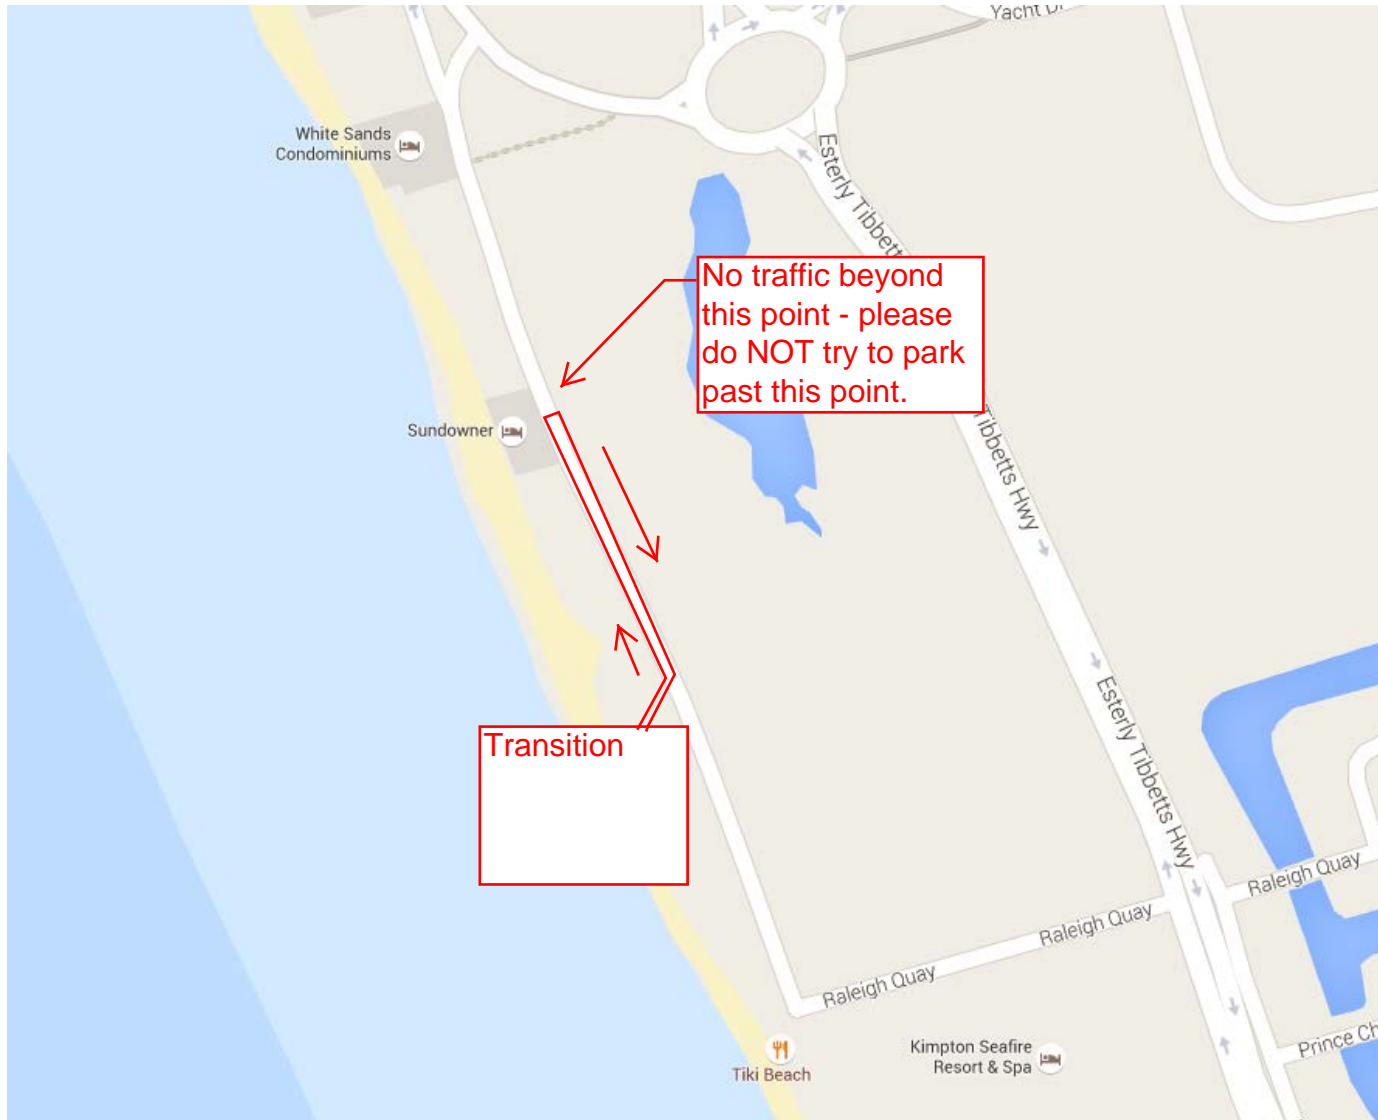 Yacht Dr
White Sands
Condominiums
Esterly Tibbetts
No traffic beyond
this point - please
do NOT try to park
past this point.
Tibbetts Hwy
Sundowner
Transition
Esterly Tibbetts Hwy
Raleigh Quay
Raleigh Quay
Raleigh Quay
Prince Ch
Kimpton Seafire
Resort & Spa
Tiki Beach